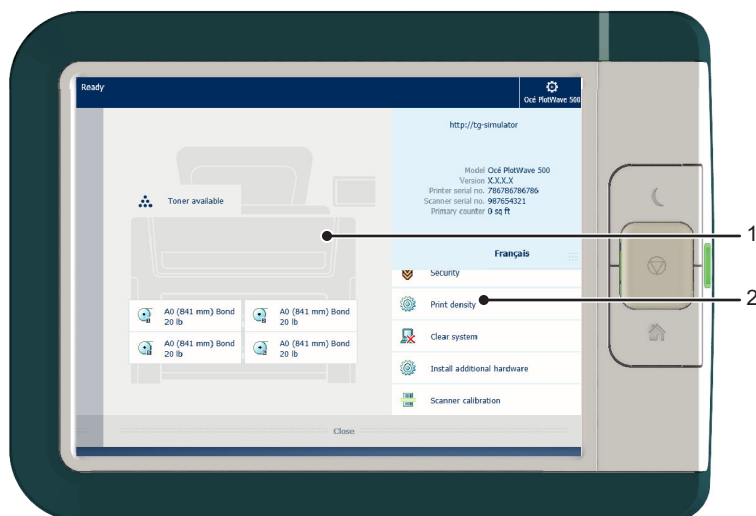 Ready
Océ PlotWave 500
http://tg-simulator
Model Océ PlotWave 500
Version X.X.X.X
Printer serial no. 786786786786
Scanner serial no. 987654321
Primary counter 0 sq ft
Toner available
1
Français
Security
Print density
2
A0 (841 mm) Bond
20 lb
A0 (841 mm) Bond
20 lb
Clear system
A0 (841 mm) Bond
20 lb
A0 (841 mm) Bond
20 lb
Install additional hardware
Scanner calibration
Close